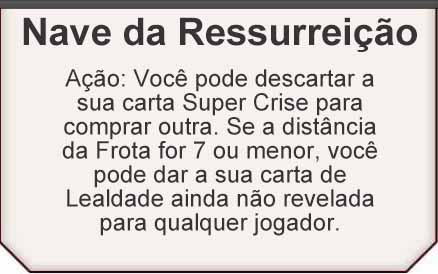 Nave da Ressurreição
Ação: Você pode descartar a
sua carta Super Crise para
comprar outra. Se a distância
da Frota for 7 ou menor, você
pode dar a sua carta de
Lealdade ainda não revelada
para qualquer jogador.